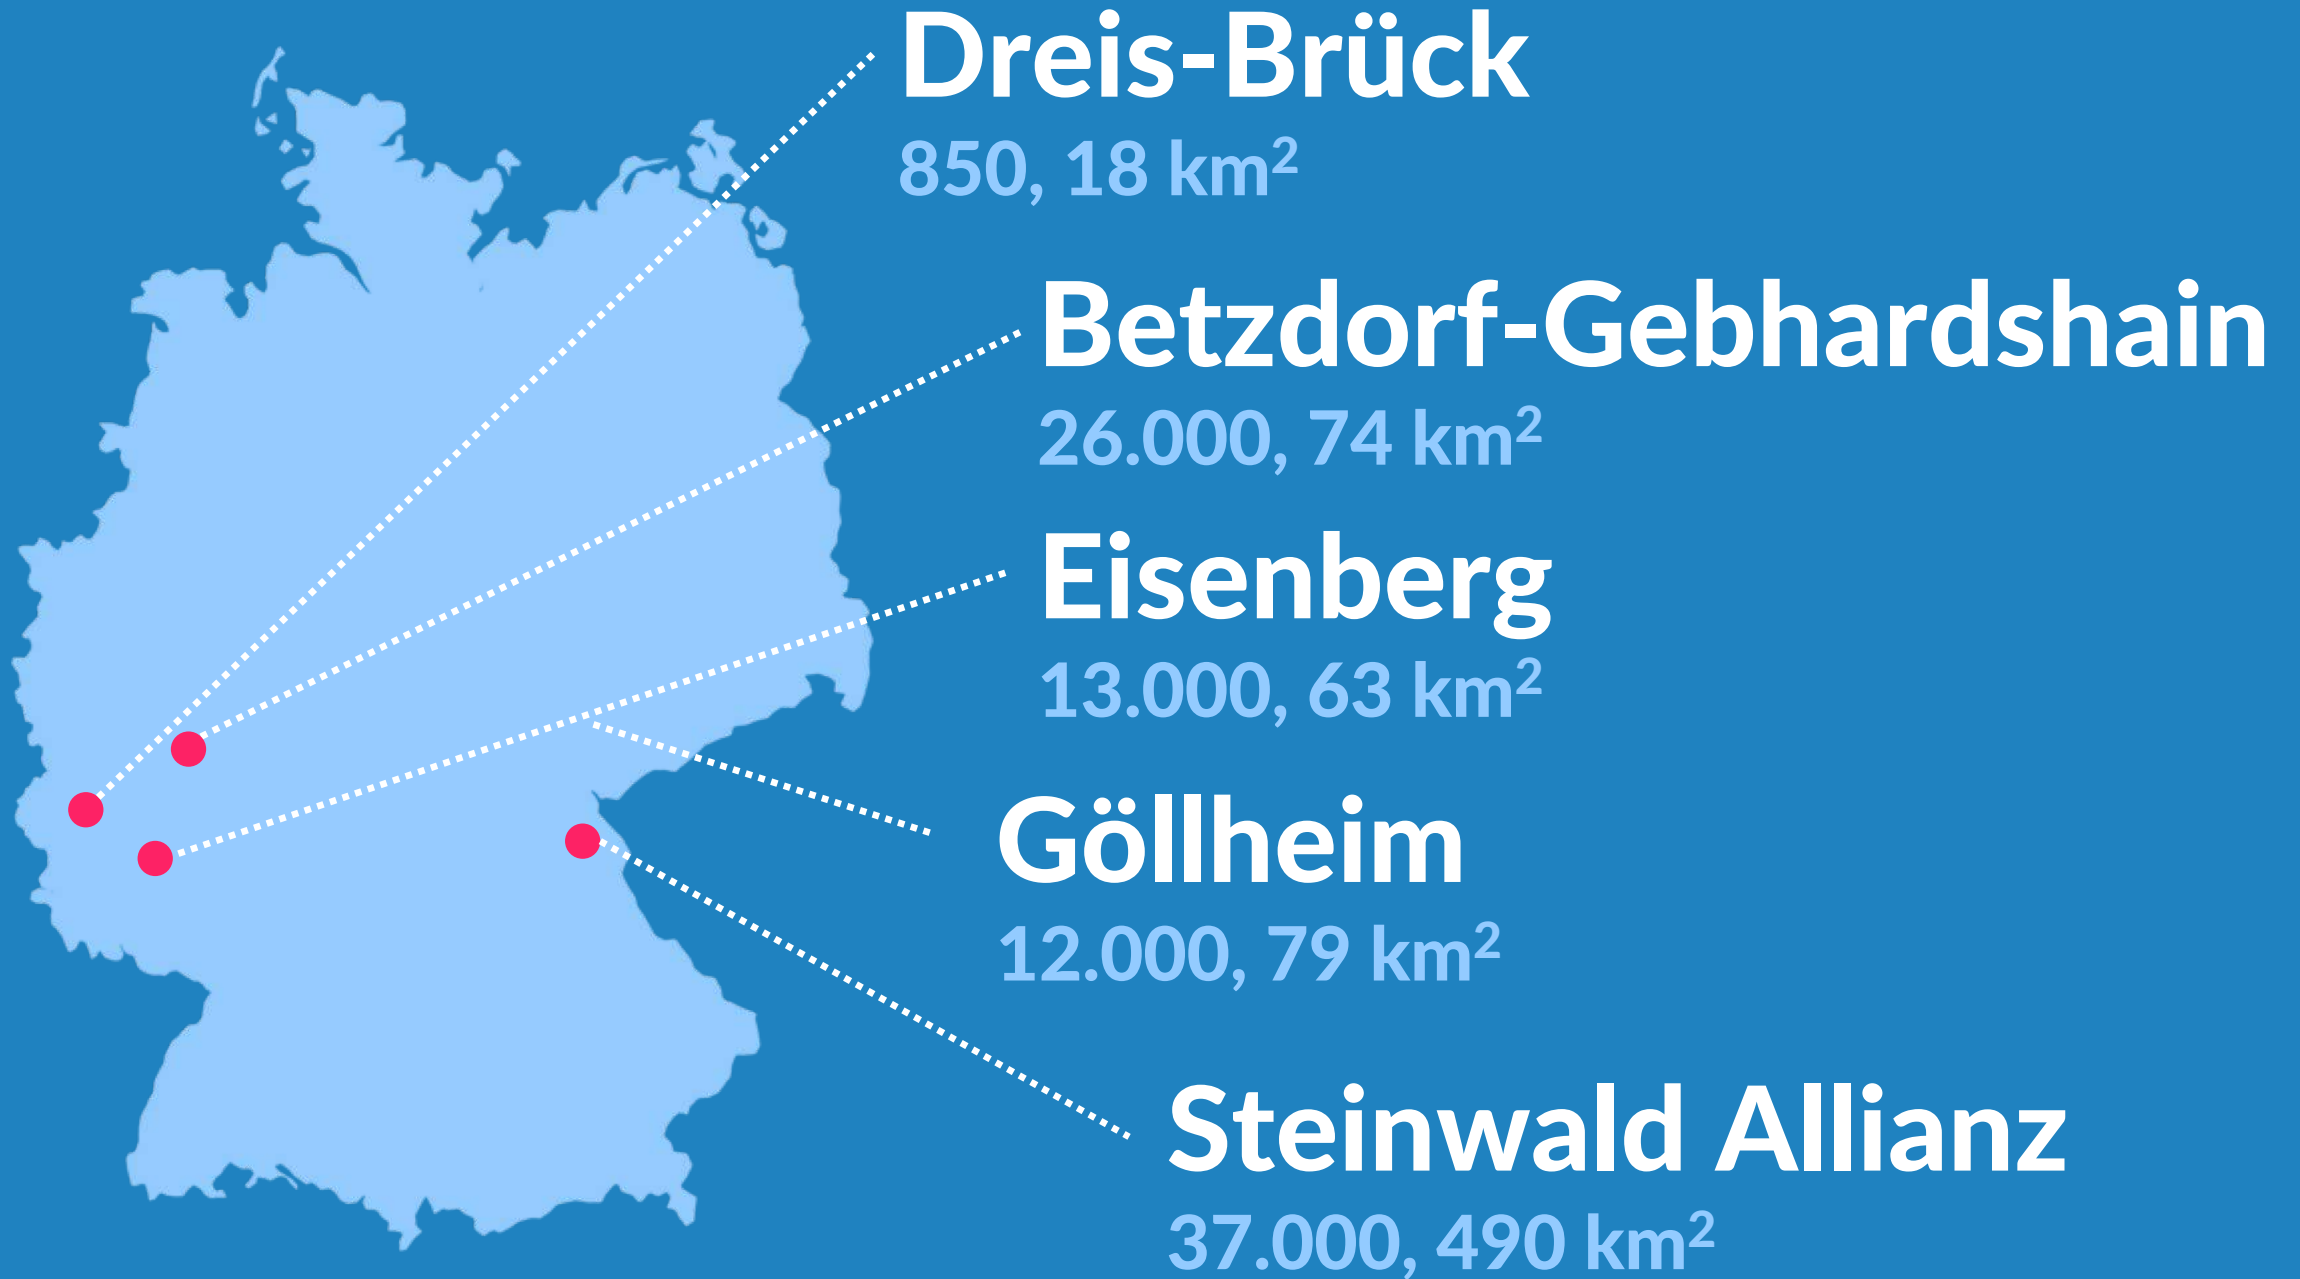 Dreis-Brück
850, 18 km²
Betzdorf-Gebhardshain
26.000, 74 km²
Eisenberg
13.000, 63 km²
Göllheim
12.000, 79 km²
Steinwald Allianz
37.000, 490 km²